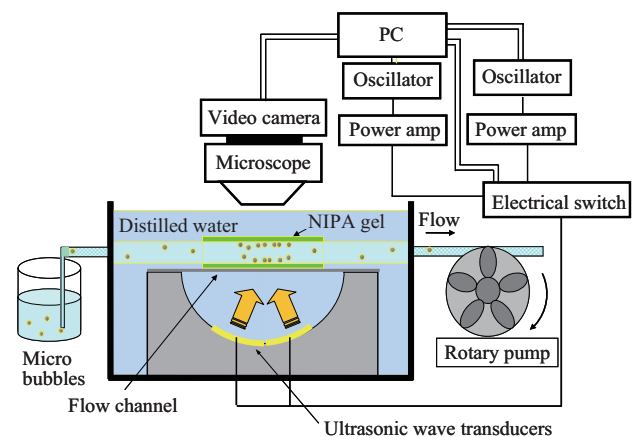 PC
Oscillator
Oscillator
Video camera
Power amp
Power amp
Microscope
Electrical switch
Distilled water
NIPA gel
Flow
Micro
bubbles
Rotary pump
Flow channel
Ultrasonic wave transducers